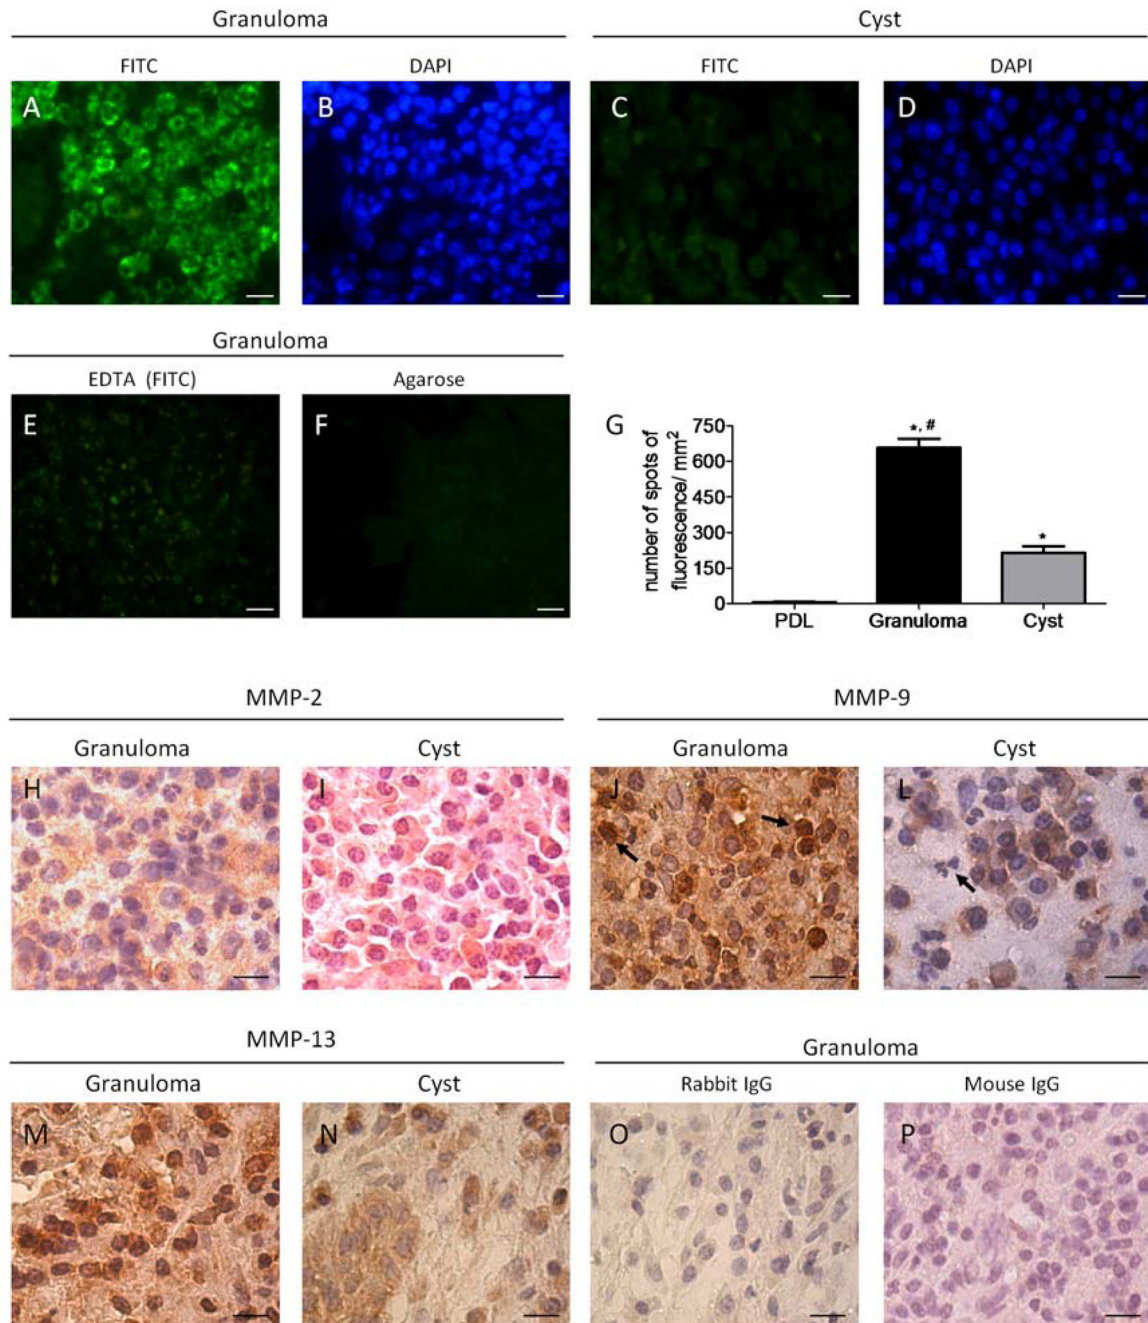 Granuloma Cyst
FITC DAPI FITC DAPI
A B C D
Granuloma
EDTA (FITC) Agarose
E F G
number of spots of
fluorescence/ mm²
750
600
450
300
150
0
*, #
*
PDL Granuloma Cyst
MMP-2 MMP-9
Granuloma Cyst Granuloma Cyst
H I J L
MMP-13 Granuloma
Granuloma Cyst Rabbit IgG Mouse IgG
M N O P